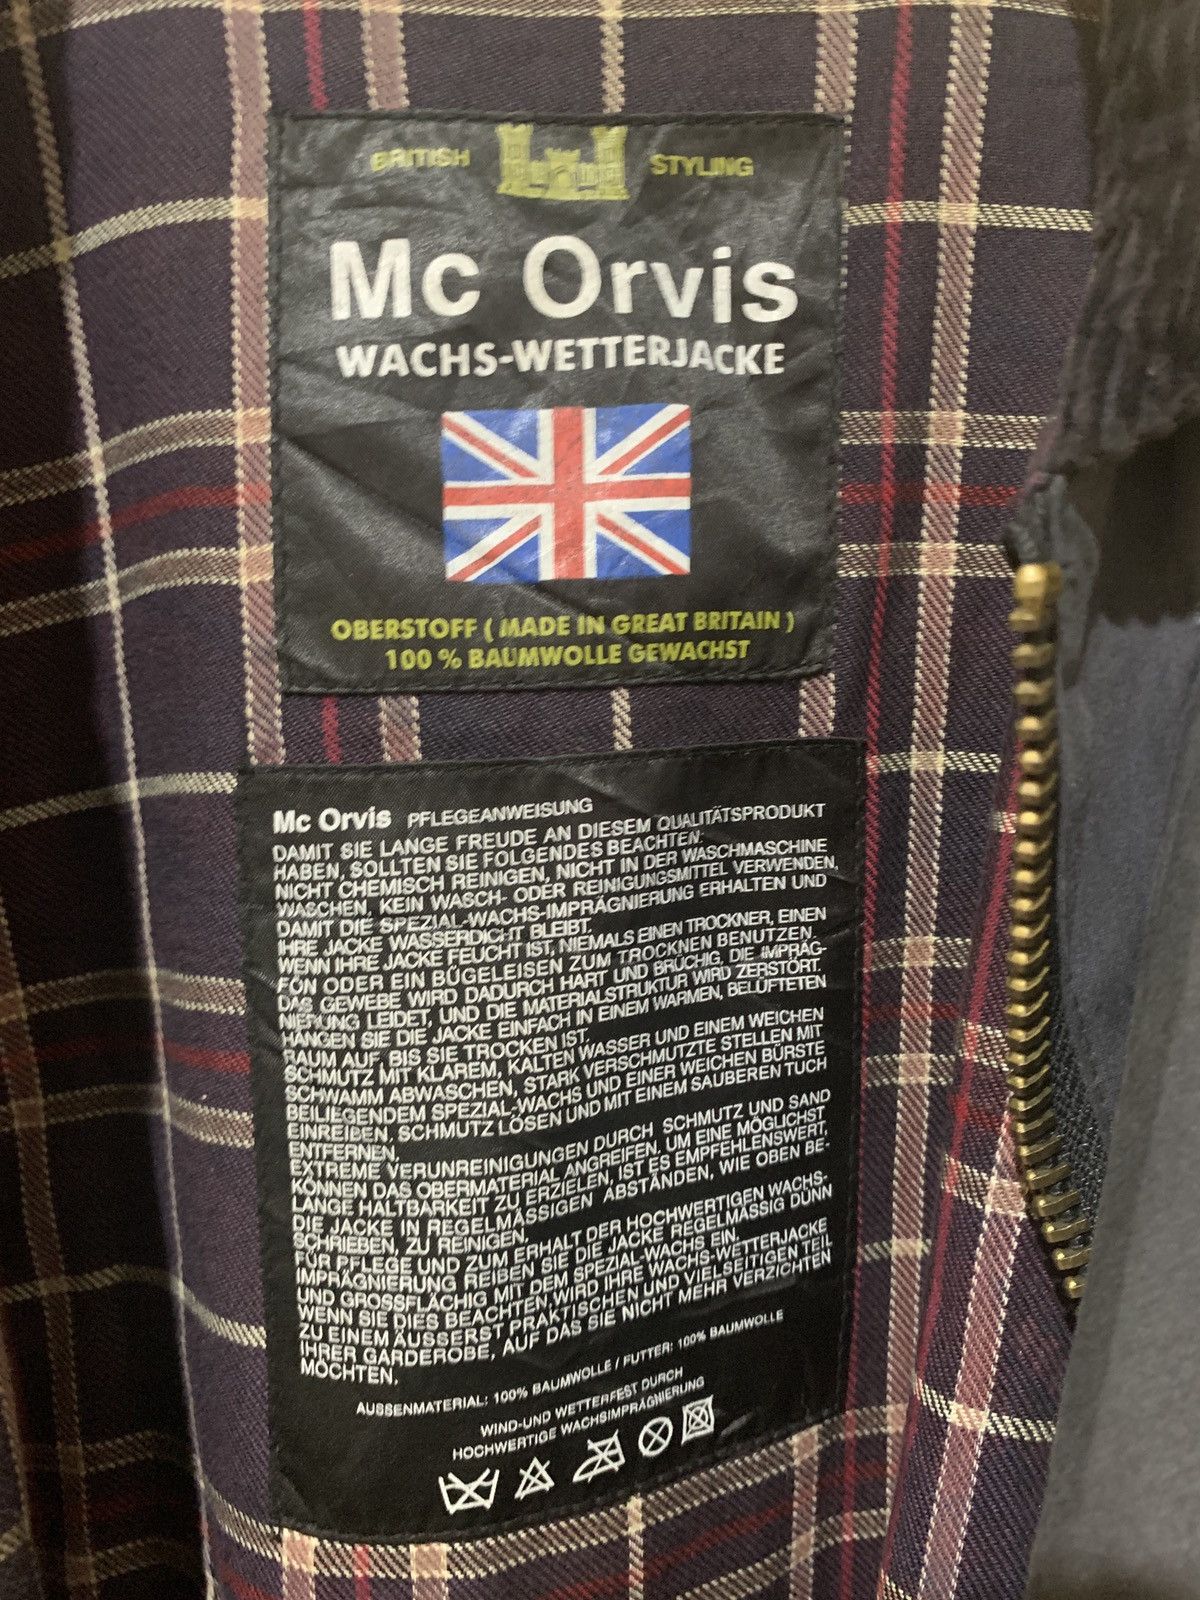 BRITISH STYLING
Mc Orvis
WACHS-WETTERJACKE
OBERSTOFF ( MADE IN GREAT BRITAIN )
100 % BAUMWOLLE GEWACHST
Mc Orvis PFLEGEANWEISUNG
DAMIT SIE LANGE FREUDE AN DIESEM QUALITÄTSPRODUKT
HABEN, SOLLTEN SIE FOLGENDES BEACHTEN:
NICHT CHEMISCH REINIGEN, NICHT IN DER WASCHMASCHINE
WASCHEN, KEIN WASCH- ODER REINIGUNGSMITTEL VERWENDEN,
DAMIT DIE SPEZIAL-WACHS-IMPRÄGNIERUNG ERHALTEN UND
IHRE JACKE WASSERDICHT BLEIBT.
WENN IHRE JACKE FEUCHT IST, NIEMALS EINEN TROCKNER, EINEN
FÖN ODER EIN BÜGELEISEN ZUM TROCKNEN BENUTZEN.
DAS GEWEBE WIRD DADURCH HART UND BRÜCHIG, DIE IMPRÄG-
NIERUNG LEIDET, UND DIE MATERIALSTRUKTUR WIRD ZERSTÖRT.
HÄNGEN SIE DIE JACKE EINFACH IN EINEM WARMEN, BELÜFTETEN
RAUM AUF, BIS SIE TROCKEN IST.
SCHMUTZ MIT KLAREM, KALTEN WASSER UND EINEM WEICHEN
SCHWAMM ABWASCHEN, STARK VERSCHMUTZTE STELLEN MIT
BEILIEGENDEM SPEZIAL-WACHS UND EINER WEICHEN BÜRSTE
EINREIBEN, SCHMUTZ LÖSEN UND MIT EINEM SAUBEREN TUCH
ENTFERNEN.
EXTREME VERUNREINIGUNGEN DURCH SCHMUTZ UND SAND
KÖNNEN DAS OBERMATERIAL ANGREIFEN, UM EINE MÖGLICHST
LANGE HALTBARKEIT ZU ERZIELEN, IST ES EMPFEHLENSWERT,
DIE JACKE IN REGELMÄSSIGEN ABSTÄNDEN, WIE OBEN BE-
SCHRIEBEN, ZU REINIGEN.
FÜR PFLEGE UND ZUM ERHALT DER HOCHWERTIGEN WACHS-
IMPRÄGNIERUNG REIBEN SIE DIE JACKE REGELMÄSSIG DÜNN
UND GROSSFLÄCHIG MIT DEM SPEZIAL-WACHS EIN.
WENN SIE DIES BEACHTEN, WIRD IHRE WACHS-WETTERJACKE
ZU EINEM ÄUSSERST PRAKTISCHEN UND VIELSEITIGEN TEIL
IHRER GARDEROBE, AUF DAS SIE NICHT MEHR VERZICHTEN
MÖCHTEN.
AUSSENMATERIAL: 100% BAUMWOLLE / FUTTER: 100% BAUMWOLLE
WIND-UND WETTERFEST DURCH
HOCHWERTIGE WACHSIMPRÄGNIERUNG